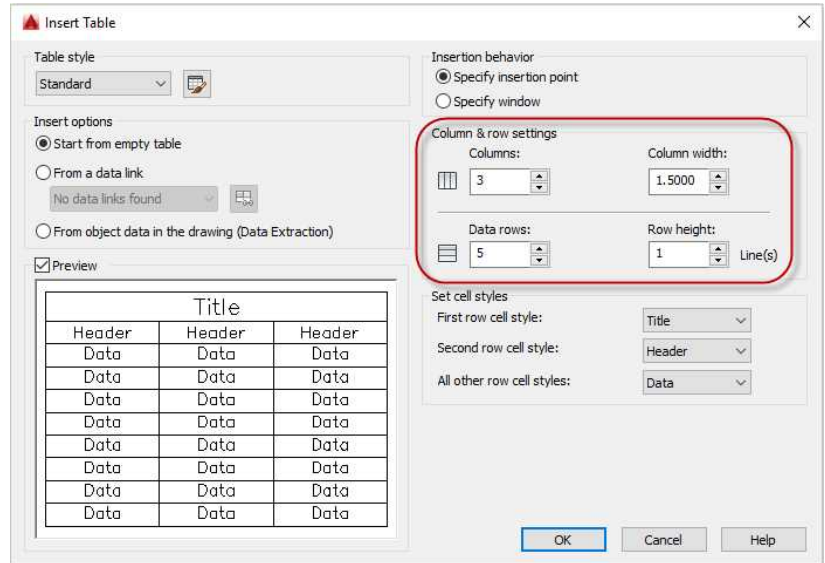 Insert Table
Table style
Standard
Insert options
Start from empty table
From a data link
No data links found
From object data in the drawing (Data Extraction)
Preview
Title
Header Header Header
Data Data Data
Data Data Data
Data Data Data
Data Data Data
Data Data Data
Data Data Data
Data Data Data
Data Data Data
Insertion behavior
Specify insertion point
Specify window
Column & row settings
Columns: Column width:
3 1.5000
Data rows: Row height:
5 1 Line(s)
Set cell styles
First row cell style: Title
Second row cell style: Header
All other row cell styles: Data
OK Cancel Help